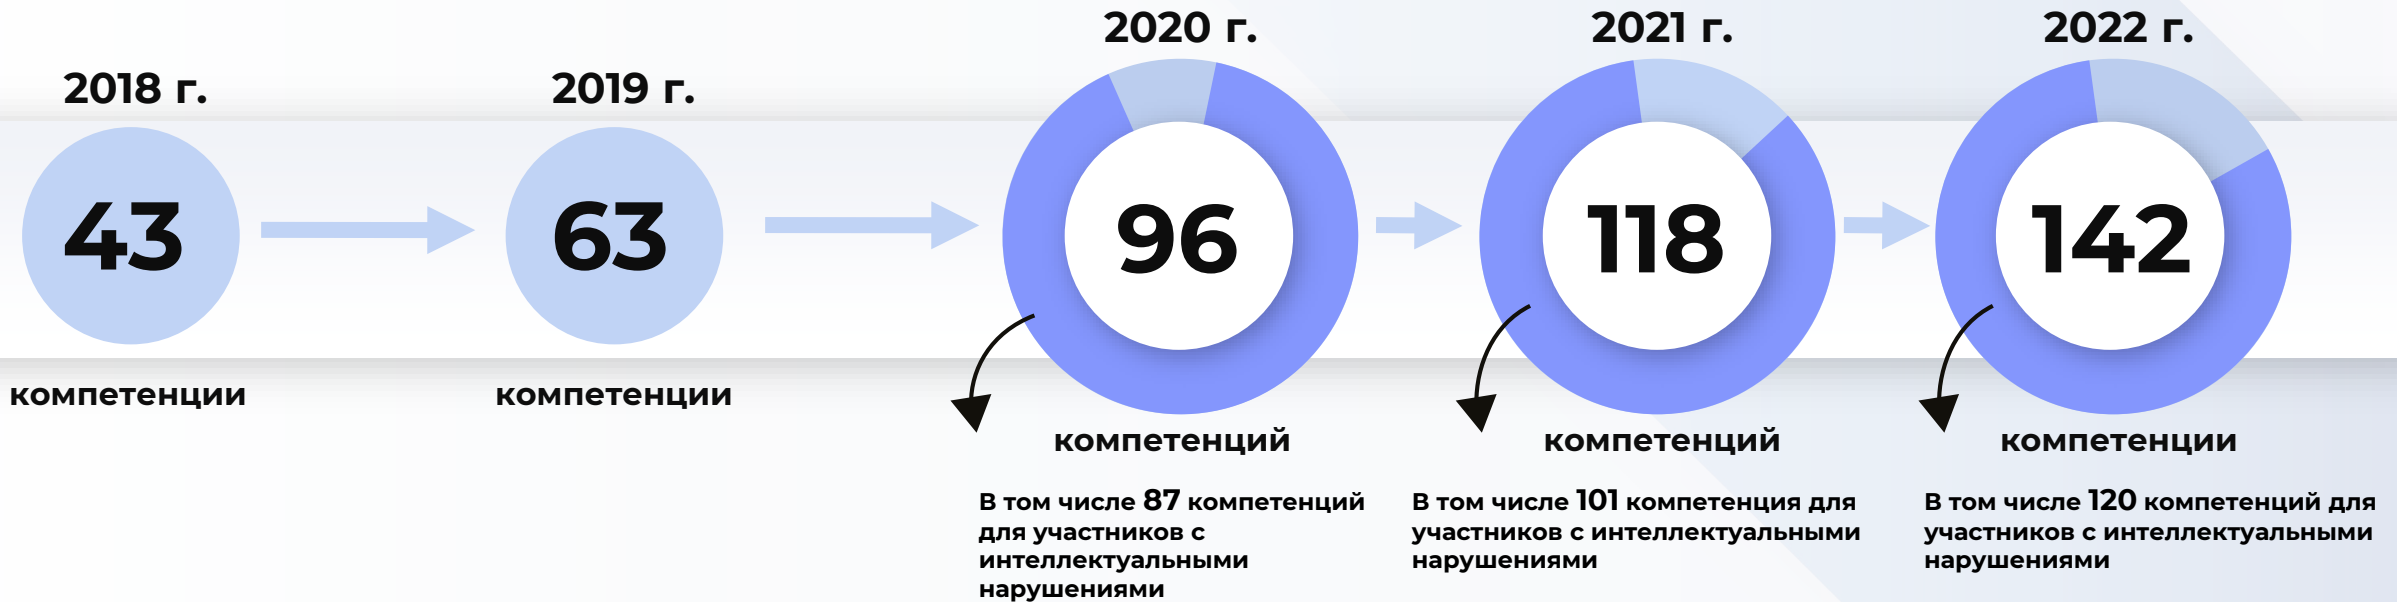 2018 г.
43
компетенции
2019 г.
63
компетенции
2020 г.
96
компетенций
В том числе 87 компетенций
для участников с
интеллектуальными
нарушениями
2021 г.
118
компетенций
В том числе 101 компетенция для
участников с интеллектуальными
нарушениями
2022 г.
142
компетенции
В том числе 120 компетенций для
участников с интеллектуальными
нарушениями